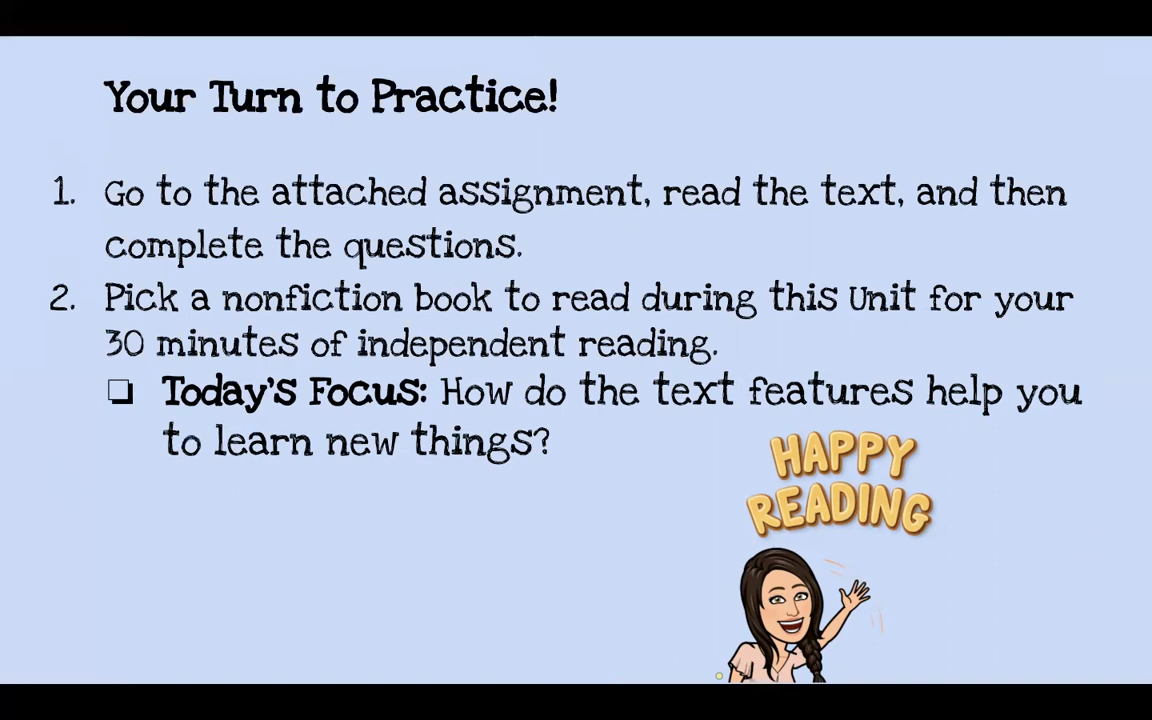 Your Turn to Practice!
1. Go to the attached assignment, read the text, and then
complete the questions.
2. Pick a nonfiction book to read during this Unit for your
30 minutes of independent reading.
❏ Today's Focus: How do the text features help you
to learn new things?
HAPPY
READING